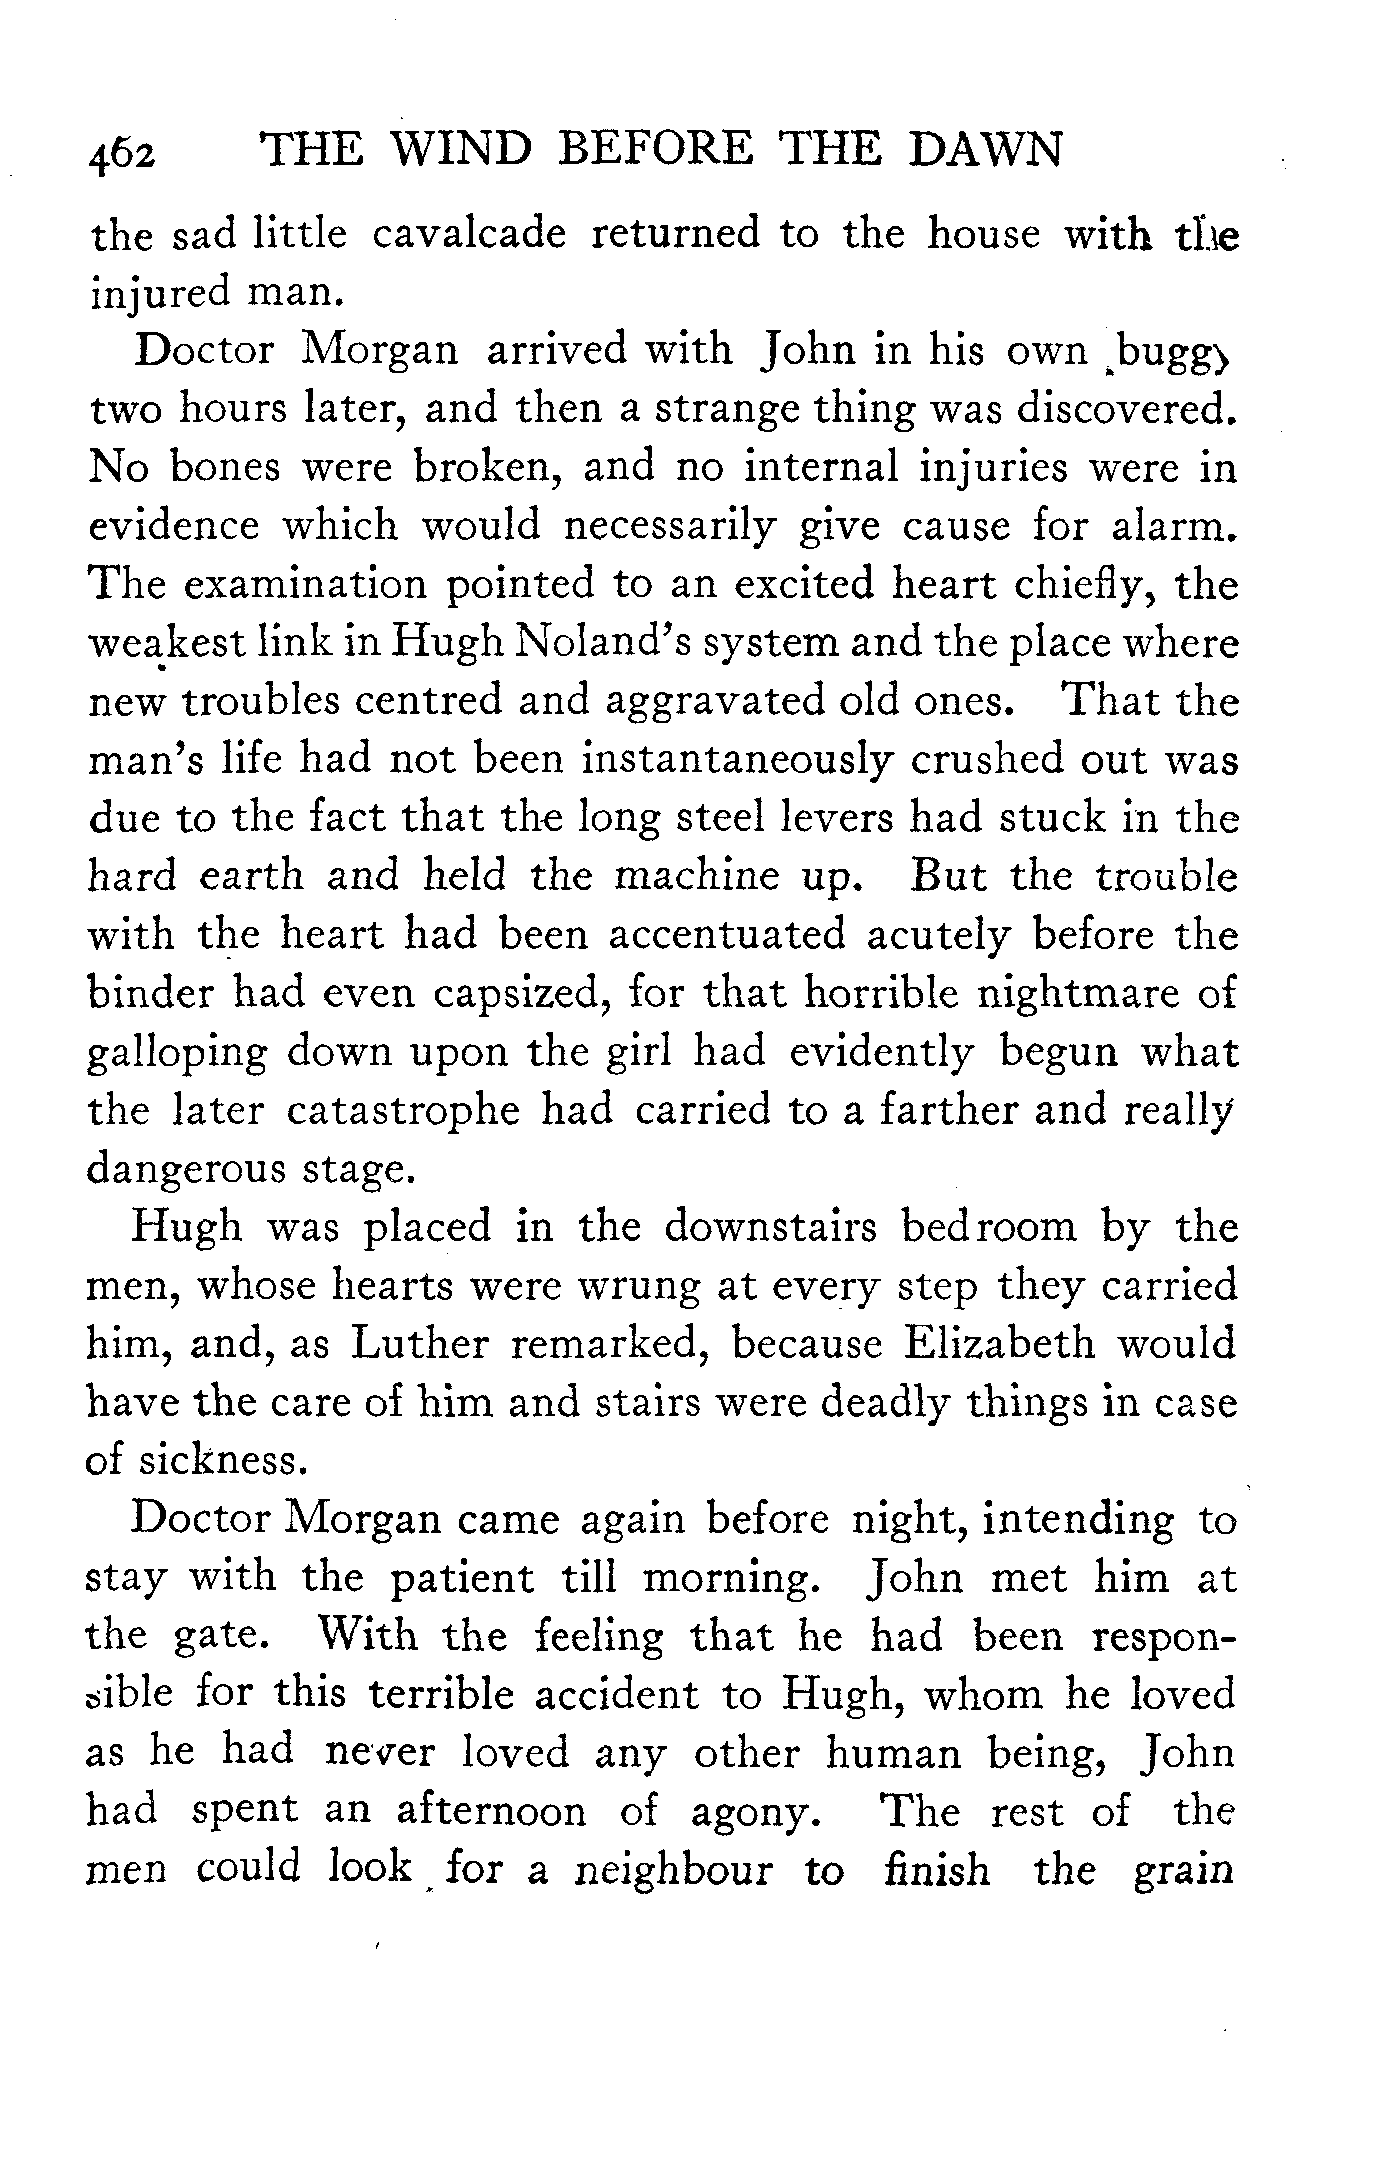 462 THE WIND BEFORE THE DAWN
the sad little cavalcade returned to the house with the
injured man.
Doctor Morgan arrived with John in his own buggy
two hours later, and then a strange thing was discovered.
No bones were broken, and no internal injuries were in
evidence which would necessarily give cause for alarm.
The examination pointed to an excited heart chiefly, the
weakest link in Hugh Noland's system and the place where
new troubles centred and aggravated old ones. That the
man's life had not been instantaneously crushed out was
due to the fact that the long steel levers had stuck in the
hard earth and held the machine up. But the trouble
with the heart had been accentuated acutely before the
binder had even capsized, for that horrible nightmare of
galloping down upon the girl had evidently begun what
the later catastrophe had carried to a farther and really
dangerous stage.
Hugh was placed in the downstairs bedroom by the
men, whose hearts were wrung at every step they carried
him, and, as Luther remarked, because Elizabeth would
have the care of him and stairs were deadly things in case
of sickness.
Doctor Morgan came again before night, intending to
stay with the patient till morning. John met him at
the gate. With the feeling that he had been respon-
sible for this terrible accident to Hugh, whom he loved
as he had never loved any other human being, John
had spent an afternoon of agony. The rest of the
men could look for a neighbour to finish the grain